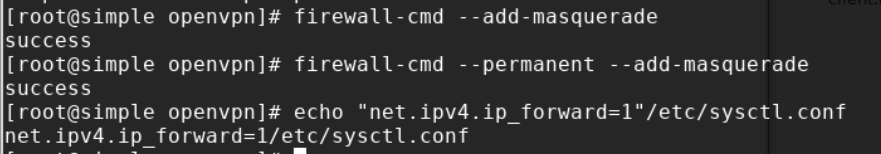 [root@simple openvpn]# firewall-cmd --add-masquerade
success
[root@simple openvpn]# firewall-cmd --permanent --add-masquerade
success
[root@simple openvpn]# echo "net.ipv4.ip_forward=1"/etc/sysctl.conf
net.ipv4.ip_forward=1/etc/sysctl.conf